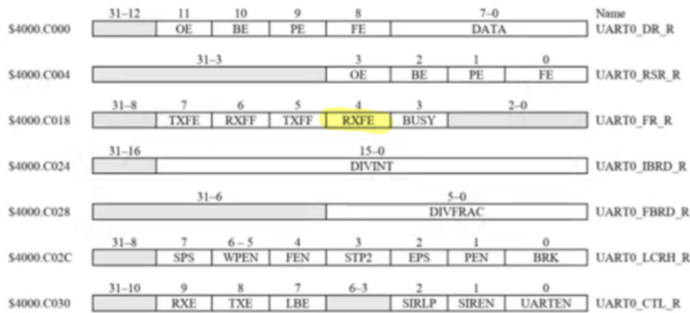 31–12 11 10 9 8 7–0 Name
$4000.C000 OE BE PE FE DATA UART0_DR_R
31–3 3 2 1 0
$4000.C004 OE BE PE FE UART0_RSR_R
31–8 7 6 5 4 3 2–0
$4000.C018 TXFE RXFF TXFF RXFE BUSY UART0_FR_R
31–16 15–0
$4000.C024 DIVINT UART0_IBRD_R
31–6 5–0
$4000.C028 DIVFRAC UART0_FBRD_R
31–8 7 6 – 5 4 3 2 1 0
$4000.C02C SPS WPEN FEN STP2 EPS PEN BRK UART0_LCRH_R
31–10 9 8 7 6–3 2 1 0
$4000.C030 RXE TXE LBE SIRLP SIREN UARTEN UART0_CTL_R